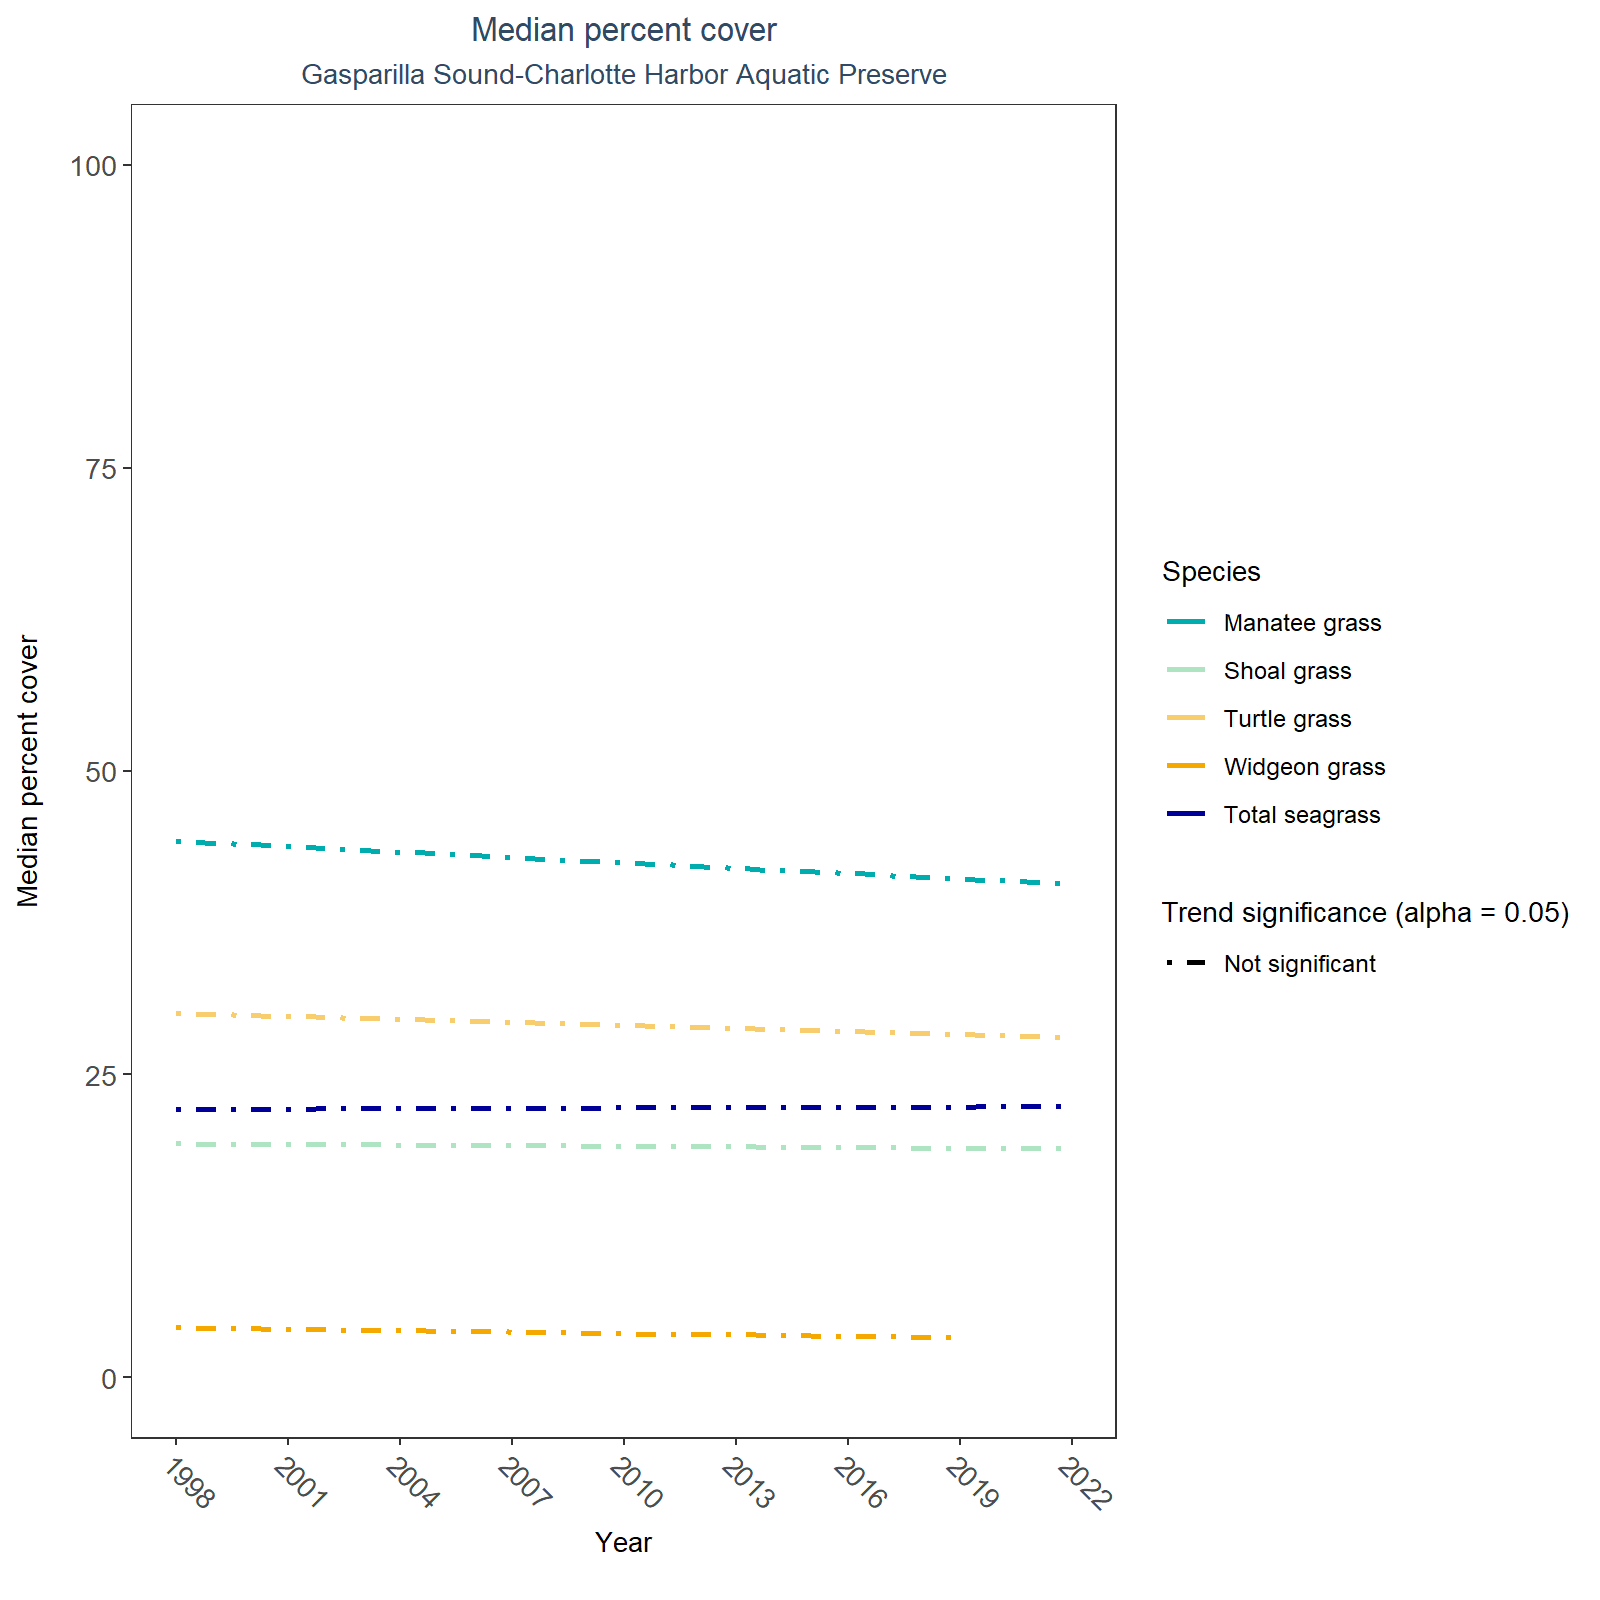 Median percent cover
Gasparilla Sound-Charlotte Harbor Aquatic Preserve
Median percent cover
100
75
50
25
0
1998
2001
2004
2007
2010
2013
2016
2019
2022
Year
Species
Manatee grass
Shoal grass
Turtle grass
Widgeon grass
Total seagrass
Trend significance (alpha = 0.05)
Not significant